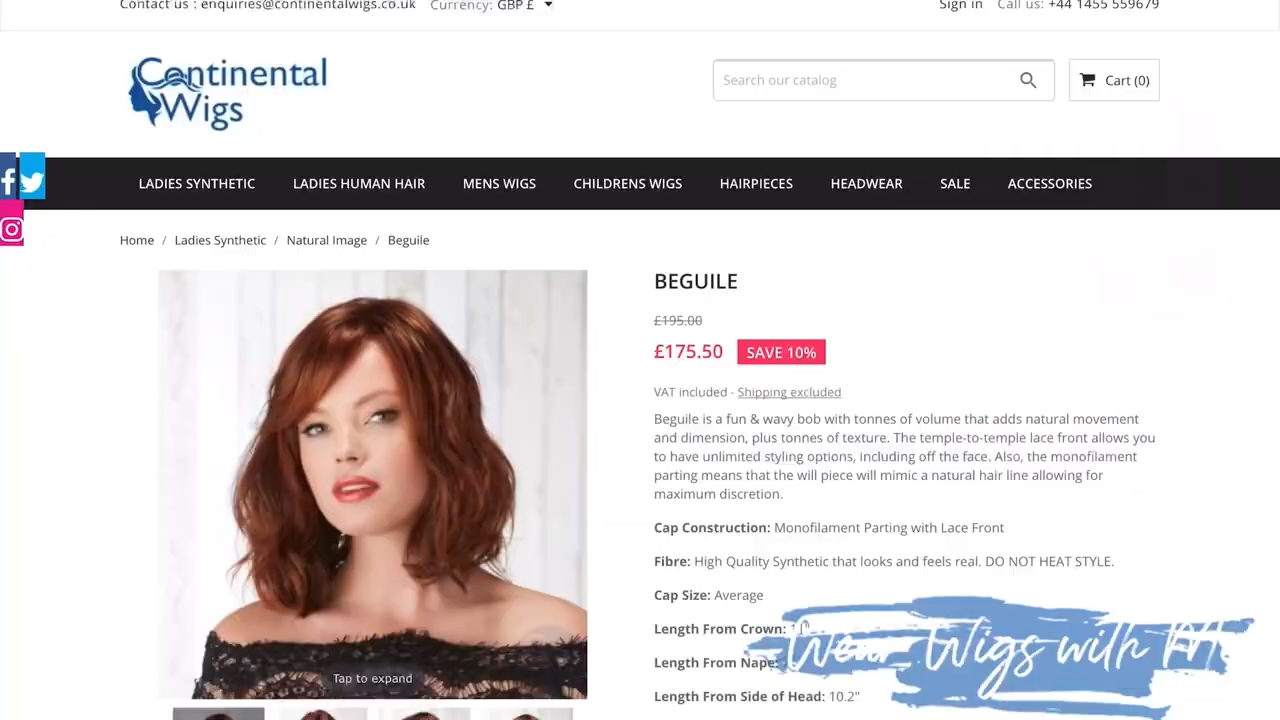 Contact us : enquiries@continentalwigs.co.uk Currency: GBP £ Sign in Call us: +44 1455 559679
Continental
Wigs
Search our catalog
Cart (0)
LADIES SYNTHETIC LADIES HUMAN HAIR MENS WIGS CHILDRENS WIGS HAIRPIECES HEADWEAR SALE ACCESSORIES
Home / Ladies Synthetic / Natural Image / Beguile
BEGUILE
£195.00
£175.50 SAVE 10%
VAT included - Shipping excluded
Beguile is a fun & wavy bob with tonnes of volume that adds natural movement
and dimension, plus tonnes of texture. The temple-to-temple lace front allows you
to have unlimited styling options, including off the face. Also, the monofilament
parting means that the will piece will mimic a natural hair line allowing for
maximum discretion.
Cap Construction: Monofilament Parting with Lace Front
Fibre: High Quality Synthetic that looks and feels real. DO NOT HEAT STYLE.
Cap Size: Average
Length From Crown: 11"
Length From Nape:
Length From Side of Head: 10.2"
Wear Wigs with
Tap to expand